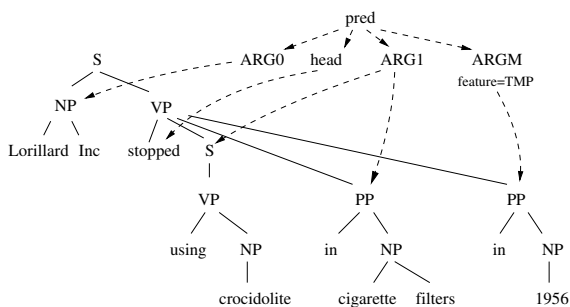 pred
S ARG0 head ARG1 ARGM
feature=TMP
NP VP
Lorillard Inc stopped S
VP PP PP
using NP in NP in NP
crocidolite cigarette filters 1956